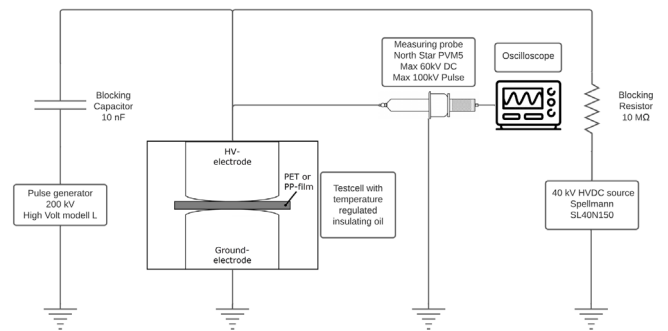 Measuring probe
North Star PVM5
Max 60kV DC
Max 100kV Pulse
Oscilloscope
Blocking
Capacitor
10 nF
Blocking
Resistor
10 MΩ
HV-
electrode
PET or
PP-film
Testcell with
temperature
regulated
insulating oil
Pulse generator
200 kV
High Volt modell L
40 kV HVDC source
Spellmann
SL40N150
Ground-
electrode